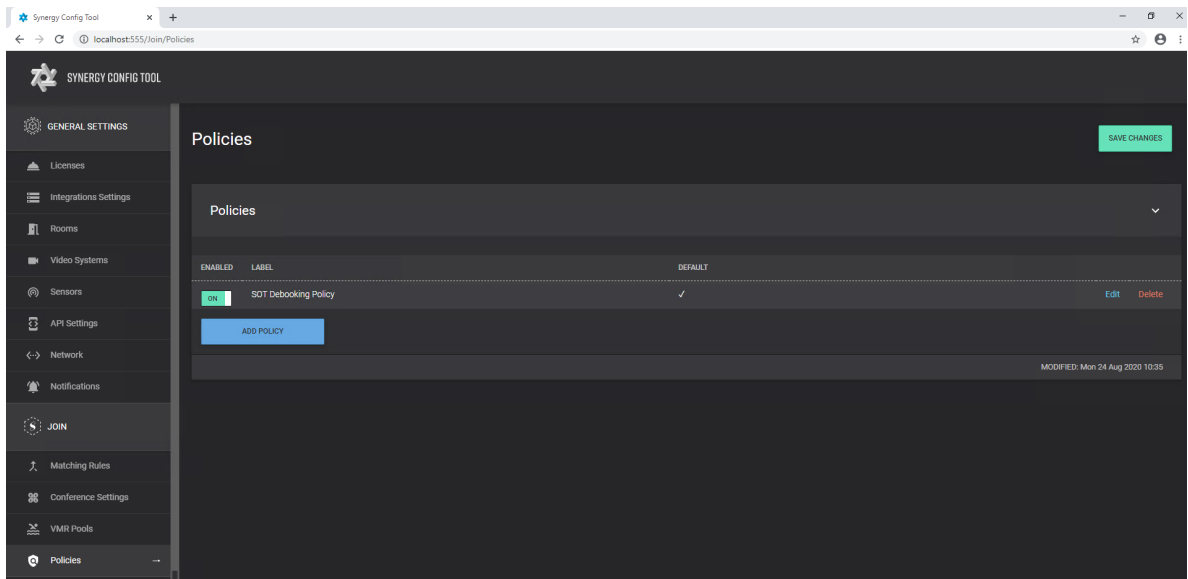 Synergy Config Tool
localhost:555/Join/Policies
SYNERGY CONFIG TOOL
GENERAL SETTINGS
Licenses
Integrations Settings
Rooms
Video Systems
Sensors
API Settings
Network
Notifications
JOIN
Matching Rules
Conference Settings
VMR Pools
Policies
Policies
SAVE CHANGES
Policies
ENABLED LABEL DEFAULT
ON SOT Debooking Policy ✓ Edit Delete
ADD POLICY
MODIFIED: Mon 24 Aug 2020 10:35